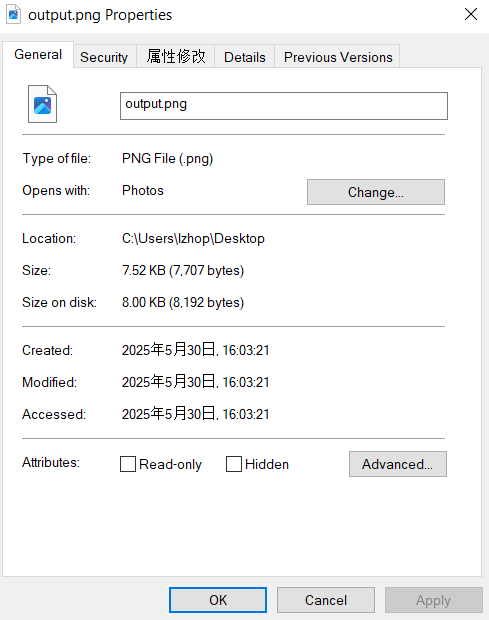 output.png Properties
General Security 属性修改 Details Previous Versions
output.png
Type of file: PNG File (.png)
Opens with: Photos Change...
Location: C:\Users\lzhop\Desktop
Size: 7.52 KB (7,707 bytes)
Size on disk: 8.00 KB (8,192 bytes)
Created: 2025年5月30日, 16:03:21
Modified: 2025年5月30日, 16:03:21
Accessed: 2025年5月30日, 16:03:21
Attributes: Read-only Hidden Advanced...
OK Cancel Apply